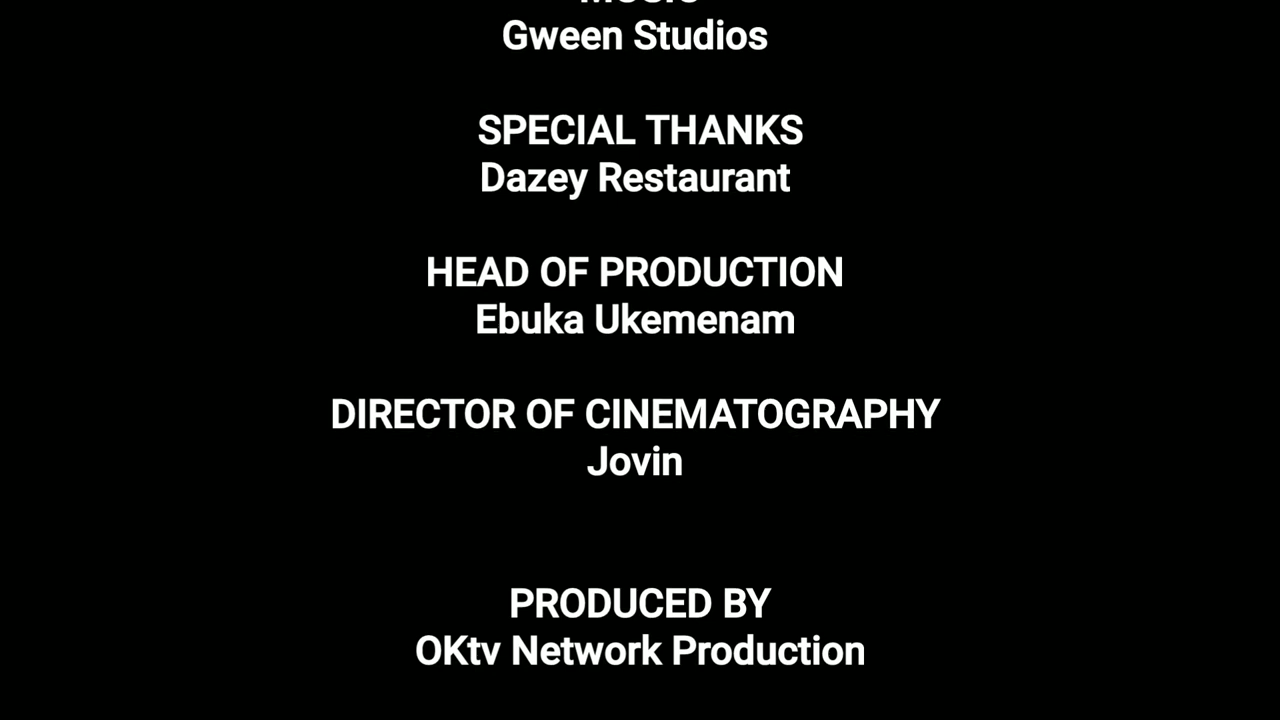 MUSIC
Gween Studios
SPECIAL THANKS
Dazey Restaurant
HEAD OF PRODUCTION
Ebuka Ukemenam
DIRECTOR OF CINEMATOGRAPHY
Jovin
PRODUCED BY
OKtv Network Production